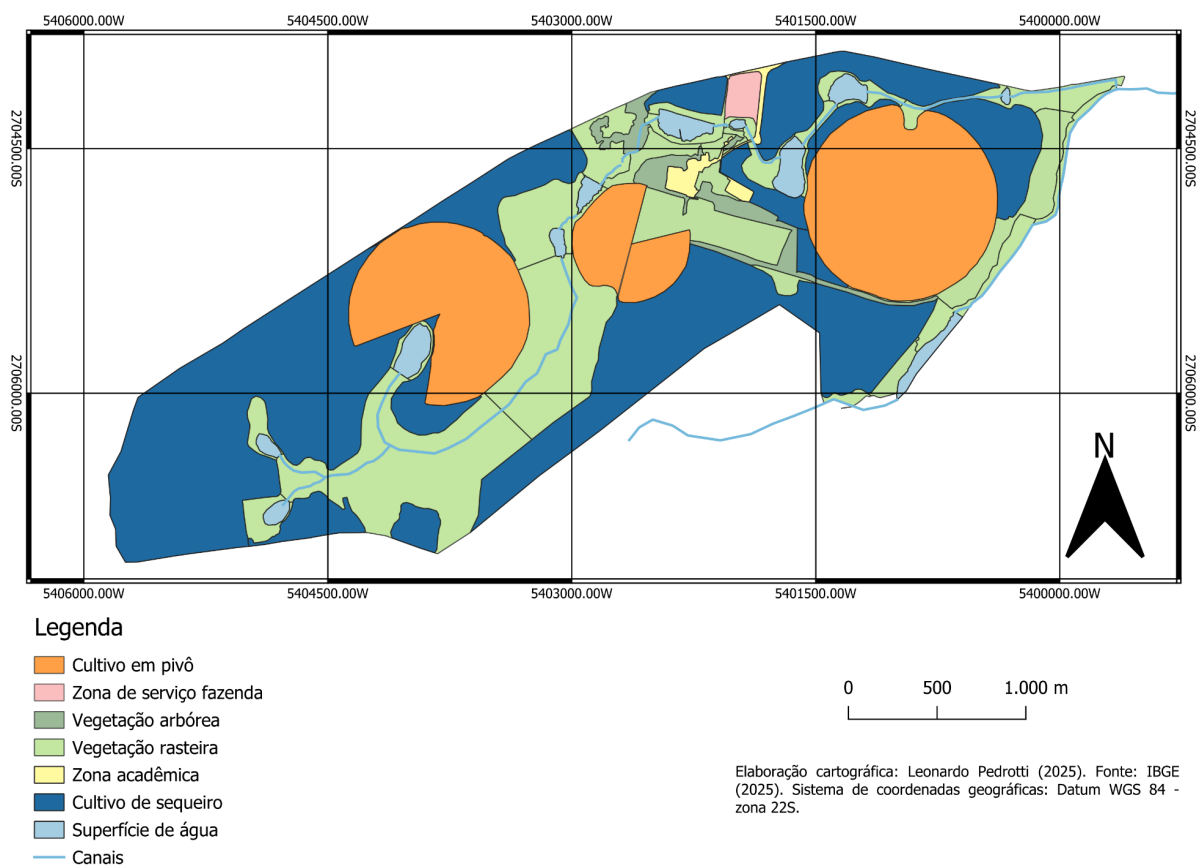 5406000.00W 5404500.00W 5403000.00W 5401500.00W 5400000.00W
2704500.00S 2704500.00S
2706000.00S 2706000.00S
N
5406000.00W 5404500.00W 5403000.00W 5401500.00W 5400000.00W
Legenda
Cultivo em pivô
Zona de serviço fazenda
Vegetação arbórea
Vegetação rasteira
Zona acadêmica
Cultivo de sequeiro
Superfície de água
Canais
0 500 1.000 m
Elaboração cartográfica: Leonardo Pedrotti (2025). Fonte: IBGE
(2025). Sistema de coordenadas geográficas: Datum WGS 84 -
zona 22S.